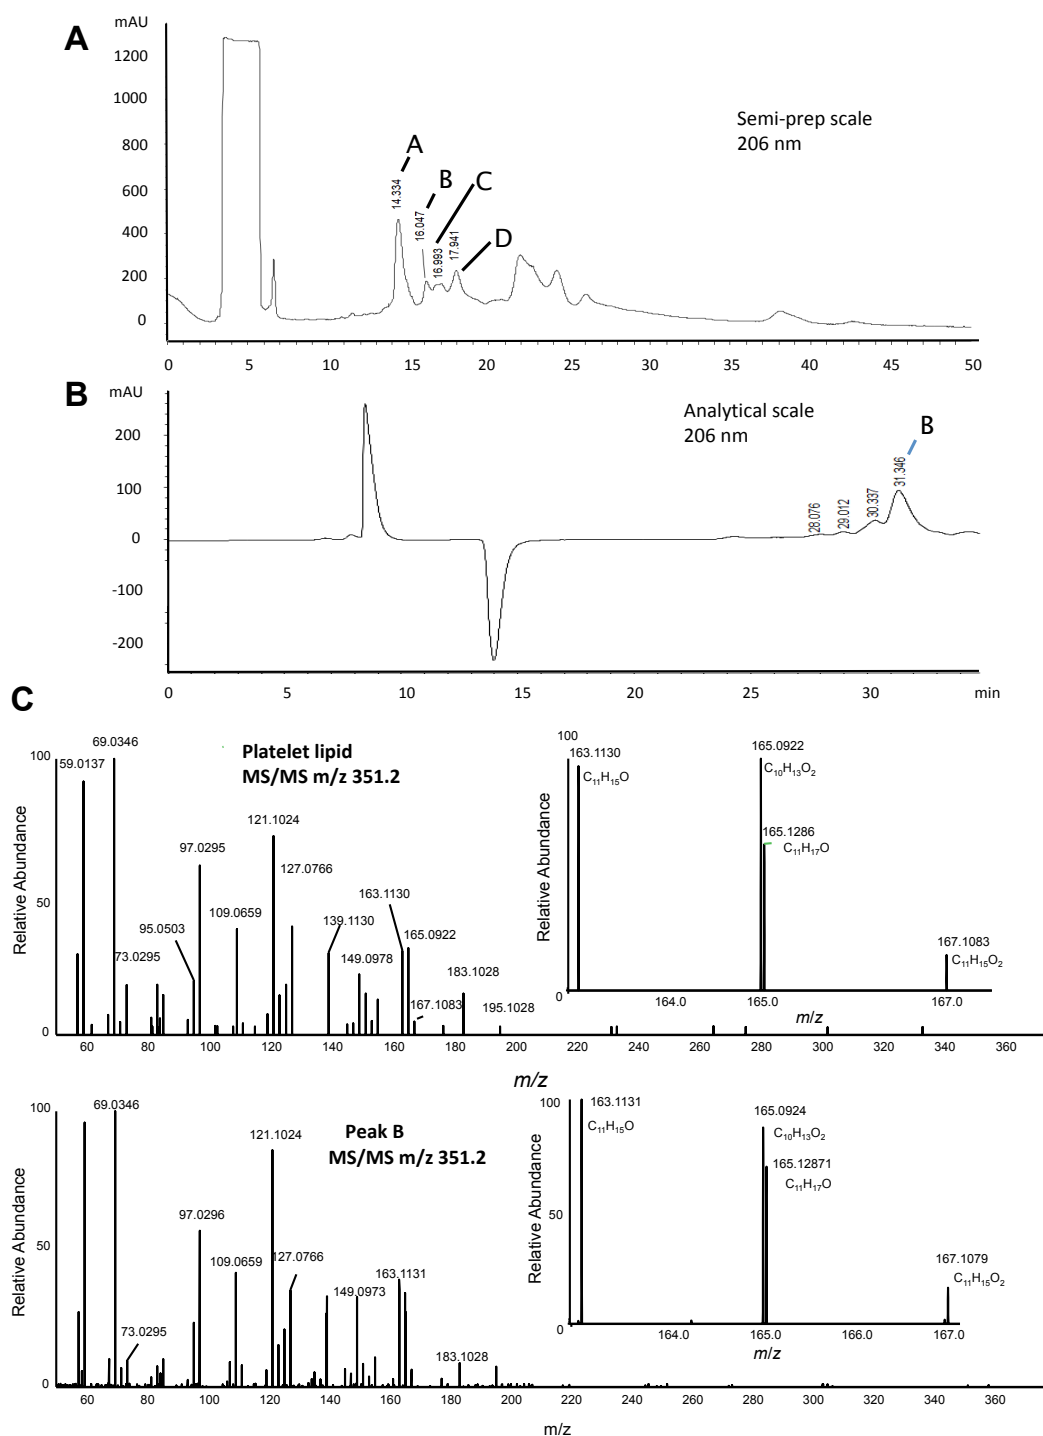 A
mAU
1200
1000
800
600
400
200
0
Semi-prep scale
206 nm
A
B
C
D
14.334
16.047
16.993
17.941
0 5 10 15 20 25 30 35 40 45 50
B
mAU
200
100
0
-100
-200
Analytical scale
206 nm
B
28.076
29.012
30.337
31.346
0 5 10 15 20 25 30 min
C
Platelet lipid
MS/MS m/z 351.2
Relative Abundance
100
50
0
59.0137
69.0346
73.0295
95.0503
97.0295
109.0659
121.1024
127.0766
139.1130
149.0978
163.1130
165.0922
167.1083
183.1028
195.1028
60 80 100 120 140 160 180 200 220 240 260 280 300 320 340 360
m/z
Relative Abundance
100
50
0
163.1130
C11H15O
165.0922
C10H13O2
165.1286
C11H17O
167.1083
C11H15O2
164.0 165.0 167.0
m/z
Peak B
MS/MS m/z 351.2
Relative Abundance
100
50
0
69.0346
73.0295
97.0296
109.0659
121.1024
127.0766
149.0973
163.1131
183.1028
60 80 100 120 140 160 180 200 220 240 260 280 300 320 340 360
m/z
Relative Abundance
100
50
0
163.1131
C11H15O
165.0924
C10H13O2
165.12871
C11H17O
167.1079
C11H15O2
164.0 165.0 166.0 167.0
m/z